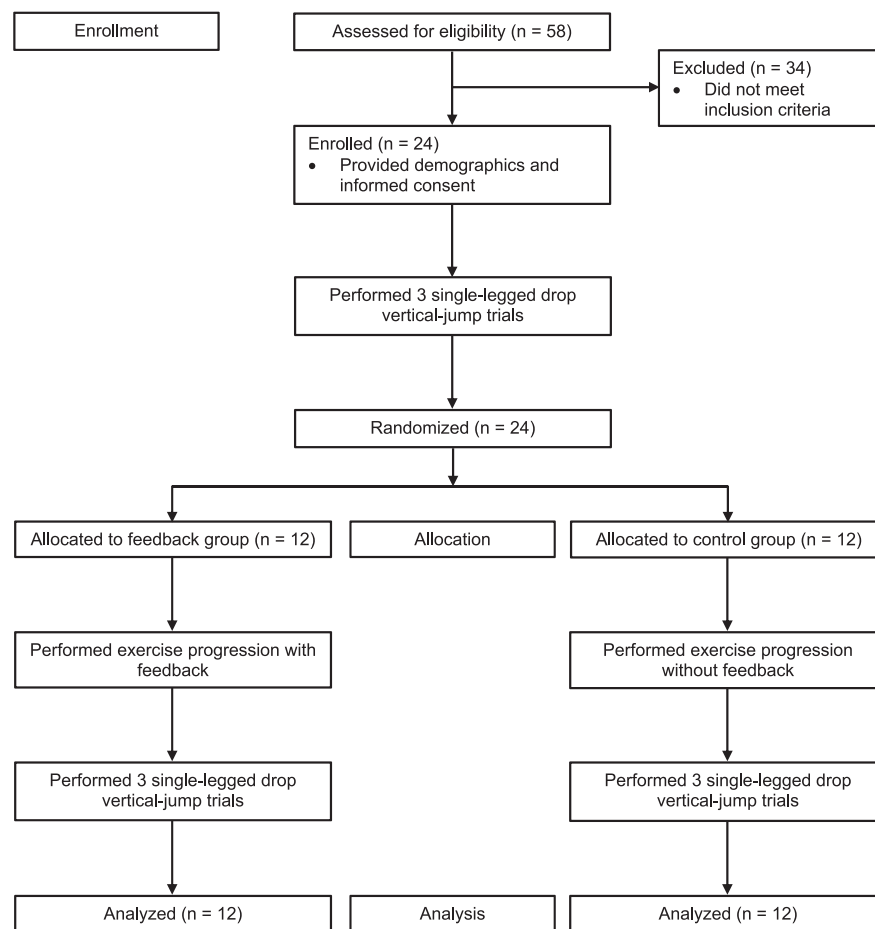 Enrollment
Assessed for eligibility (n = 58)
Excluded (n = 34)
• Did not meet
inclusion criteria
Enrolled (n = 24)
• Provided demographics and
informed consent
Performed 3 single-legged drop
vertical-jump trials
Randomized (n = 24)
Allocated to feedback group (n = 12)
Allocation
Allocated to control group (n = 12)
Performed exercise progression with
feedback
Performed exercise progression
without feedback
Performed 3 single-legged drop
vertical-jump trials
Performed 3 single-legged drop
vertical-jump trials
Analyzed (n = 12)
Analysis
Analyzed (n = 12)